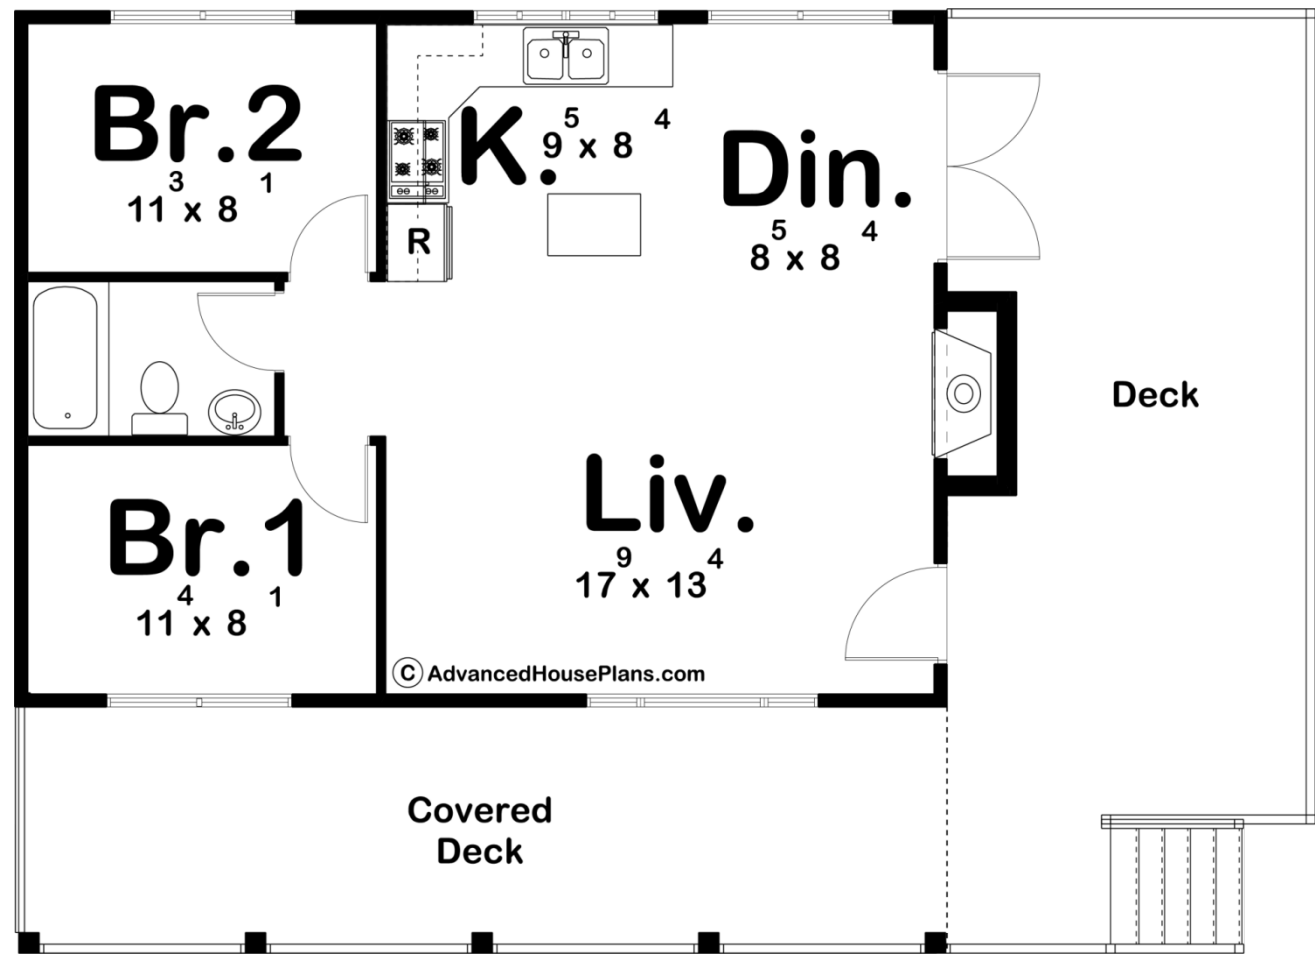 Br.2
11³ x 8¹
K. 9⁵ x 8⁴
Din.
8⁵ x 8⁴
R
Deck
Br.1
11⁴ x 8¹
Liv.
17⁹ x 13⁴
© AdvancedHousePlans.com
Covered
Deck